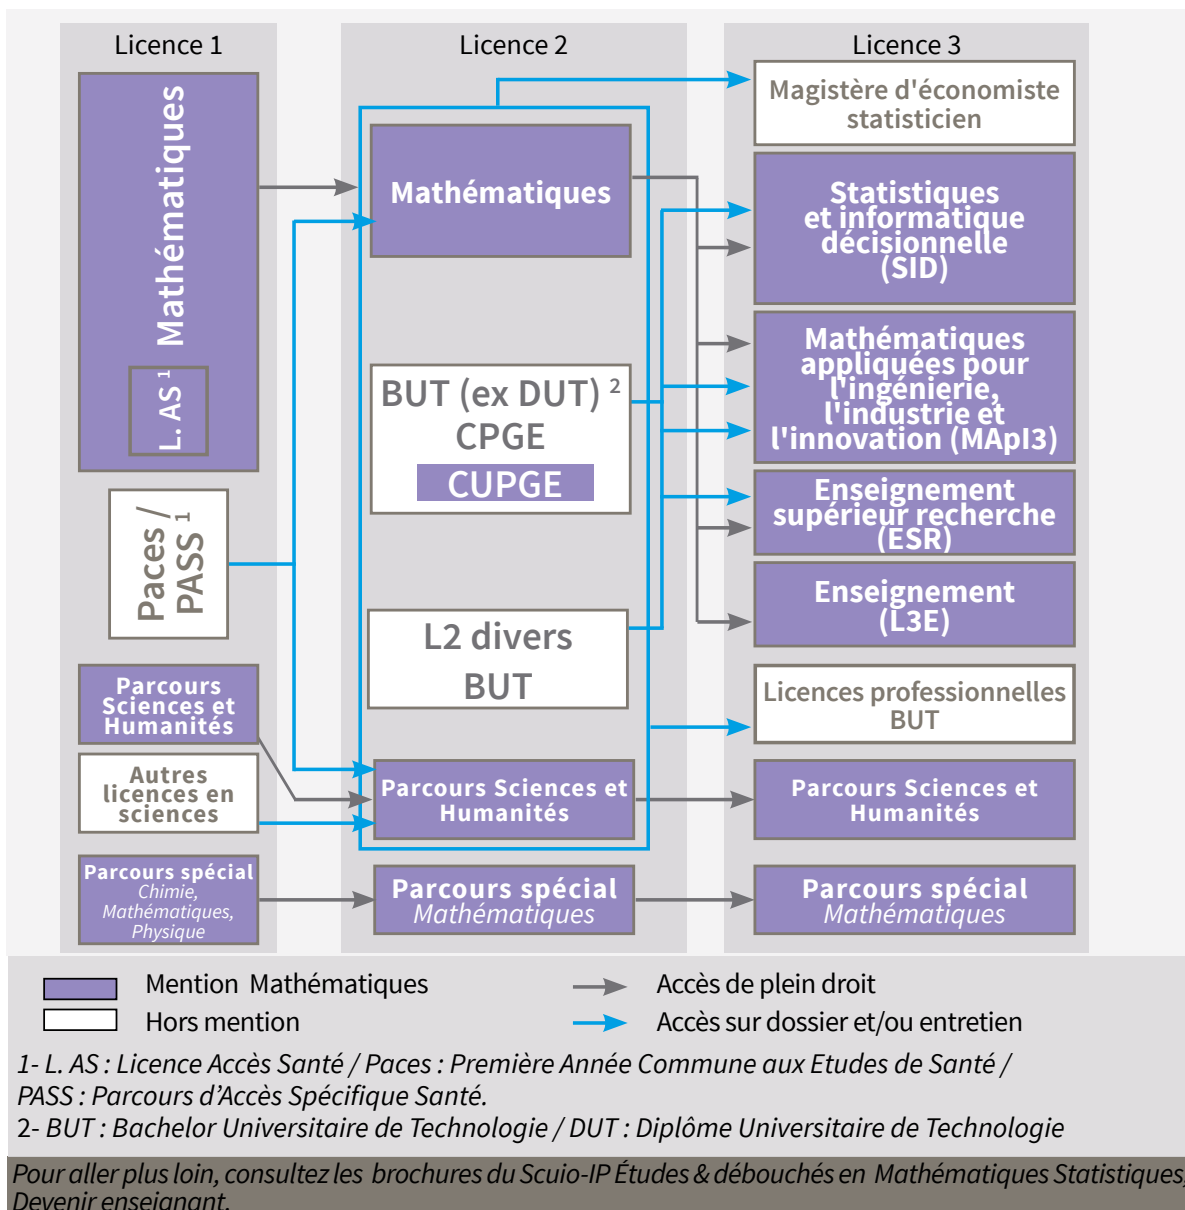 Licence 1
Licence 2
Licence 3
Mathématiques
L. AS ¹
Paces /
PASS ¹
Parcours
Sciences et
Humanités
Autres
licences en
sciences
Parcours spécial
Chimie,
Mathématiques,
Physique
Mathématiques
BUT (ex DUT) ²
CPGE
CUPGE
L2 divers
BUT
Parcours Sciences et
Humanités
Parcours spécial
Mathématiques
Magistère d'économiste
statisticien
Statistiques
et informatique
décisionnelle
(SID)
Mathématiques
appliquées pour
l'ingénierie,
l'industrie et
l'innovation (MApI3)
Enseignement
supérieur recherche
(ESR)
Enseignement
(L3E)
Licences professionnelles
BUT
Parcours Sciences et
Humanités
Parcours spécial
Mathématiques
Mention Mathématiques
Accès de plein droit
Hors mention
Accès sur dossier et/ou entretien
1- L. AS : Licence Accès Santé / Paces : Première Année Commune aux Etudes de Santé /
PASS : Parcours d'Accès Spécifique Santé.
2- BUT : Bachelor Universitaire de Technologie / DUT : Diplôme Universitaire de Technologie
Pour aller plus loin, consultez les brochures du Scuio-IP Études & débouchés en Mathématiques Statistiques,
Devenir enseignant.